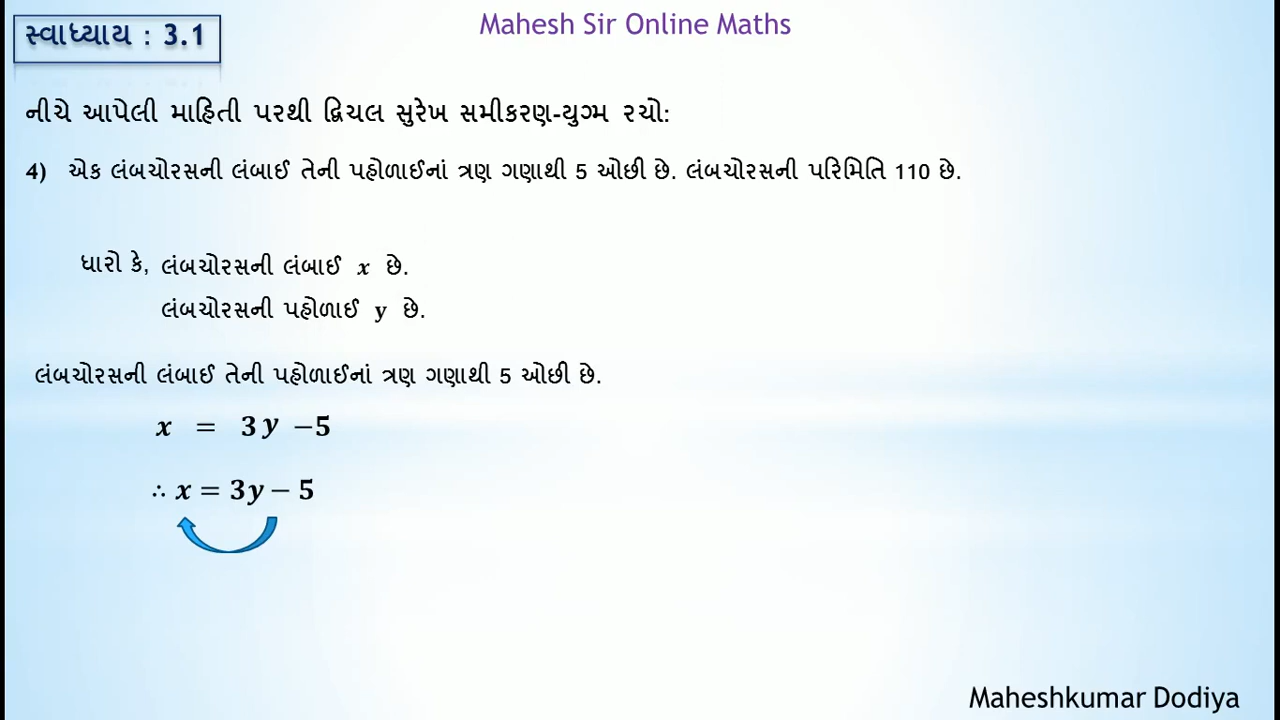 Mahesh Sir Online Maths
સ્વાધ્યાય : 3.1
નીચે આપેલી માહિતી પરથી દ્વિચલ સુરેખ સમીકરણ-યુગ્મ રચો:
4) એક લંબચોરસની લંબાઈ તેની પહોળાઈનાં ત્રણ ગણાથી 5 ઓછી છે. લંબચોરસની પરિમિતિ 110 છે.
ધારો કે, લંબચોરસની લંબાઈ x છે.
લંબચોરસની પહોળાઈ y છે.
લંબચોરસની લંબાઈ તેની પહોળાઈનાં ત્રણ ગણાથી 5 ઓછી છે.
x = 3y −5
∴ x = 3y − 5
Maheshkumar Dodiya